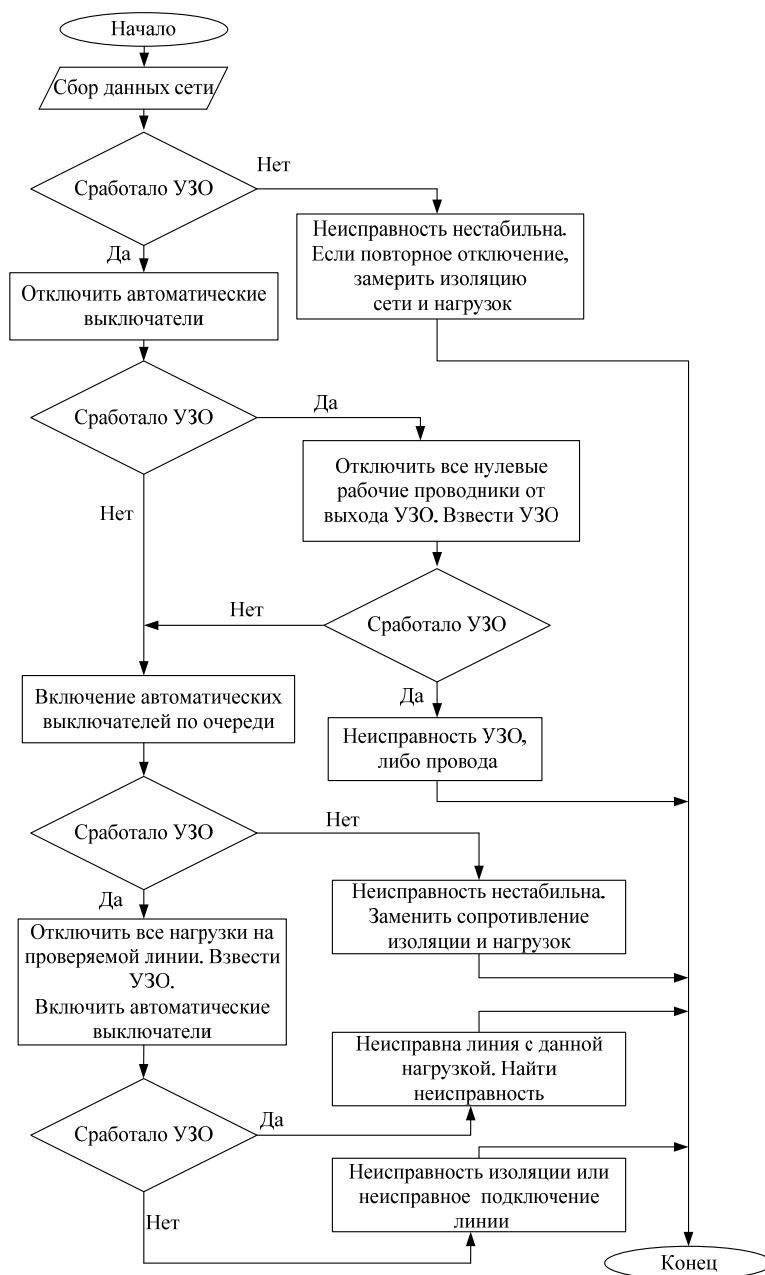 Начало
Сбор данных сети
Сработало УЗО
Нет
Да
Неисправность нестабильна.
Если повторное отключение,
замерить изоляцию
сети и нагрузок
Отключить автоматические
выключатели
Сработало УЗО
Да
Нет
Отключить все нулевые
рабочие проводники от
выхода УЗО. Взвести УЗО
Сработало УЗО
Нет
Да
Включение автоматических
выключателей по очереди
Неисправность УЗО,
либо провода
Сработало УЗО
Нет
Да
Неисправность нестабильна.
Заменить сопротивление
изоляции и нагрузок
Отключить все нагрузки на
проверяемой линии. Взвести
УЗО.
Включить автоматические
выключатели
Неисправна линия с данной
нагрузкой. Найти
неисправность
Сработало УЗО
Да
Нет
Неисправность изоляции или
неисправное подключение
линии
Конец